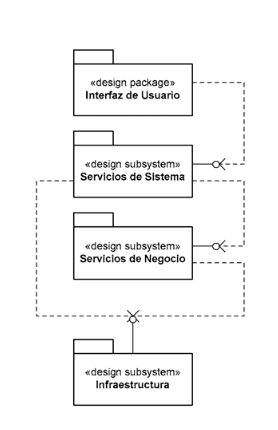 «design package»
Interfaz de Usuario
«design subsystem»
Servicios de Sistema
«design subsystem»
Servicios de Negocio
«design subsystem»
Infraestructura